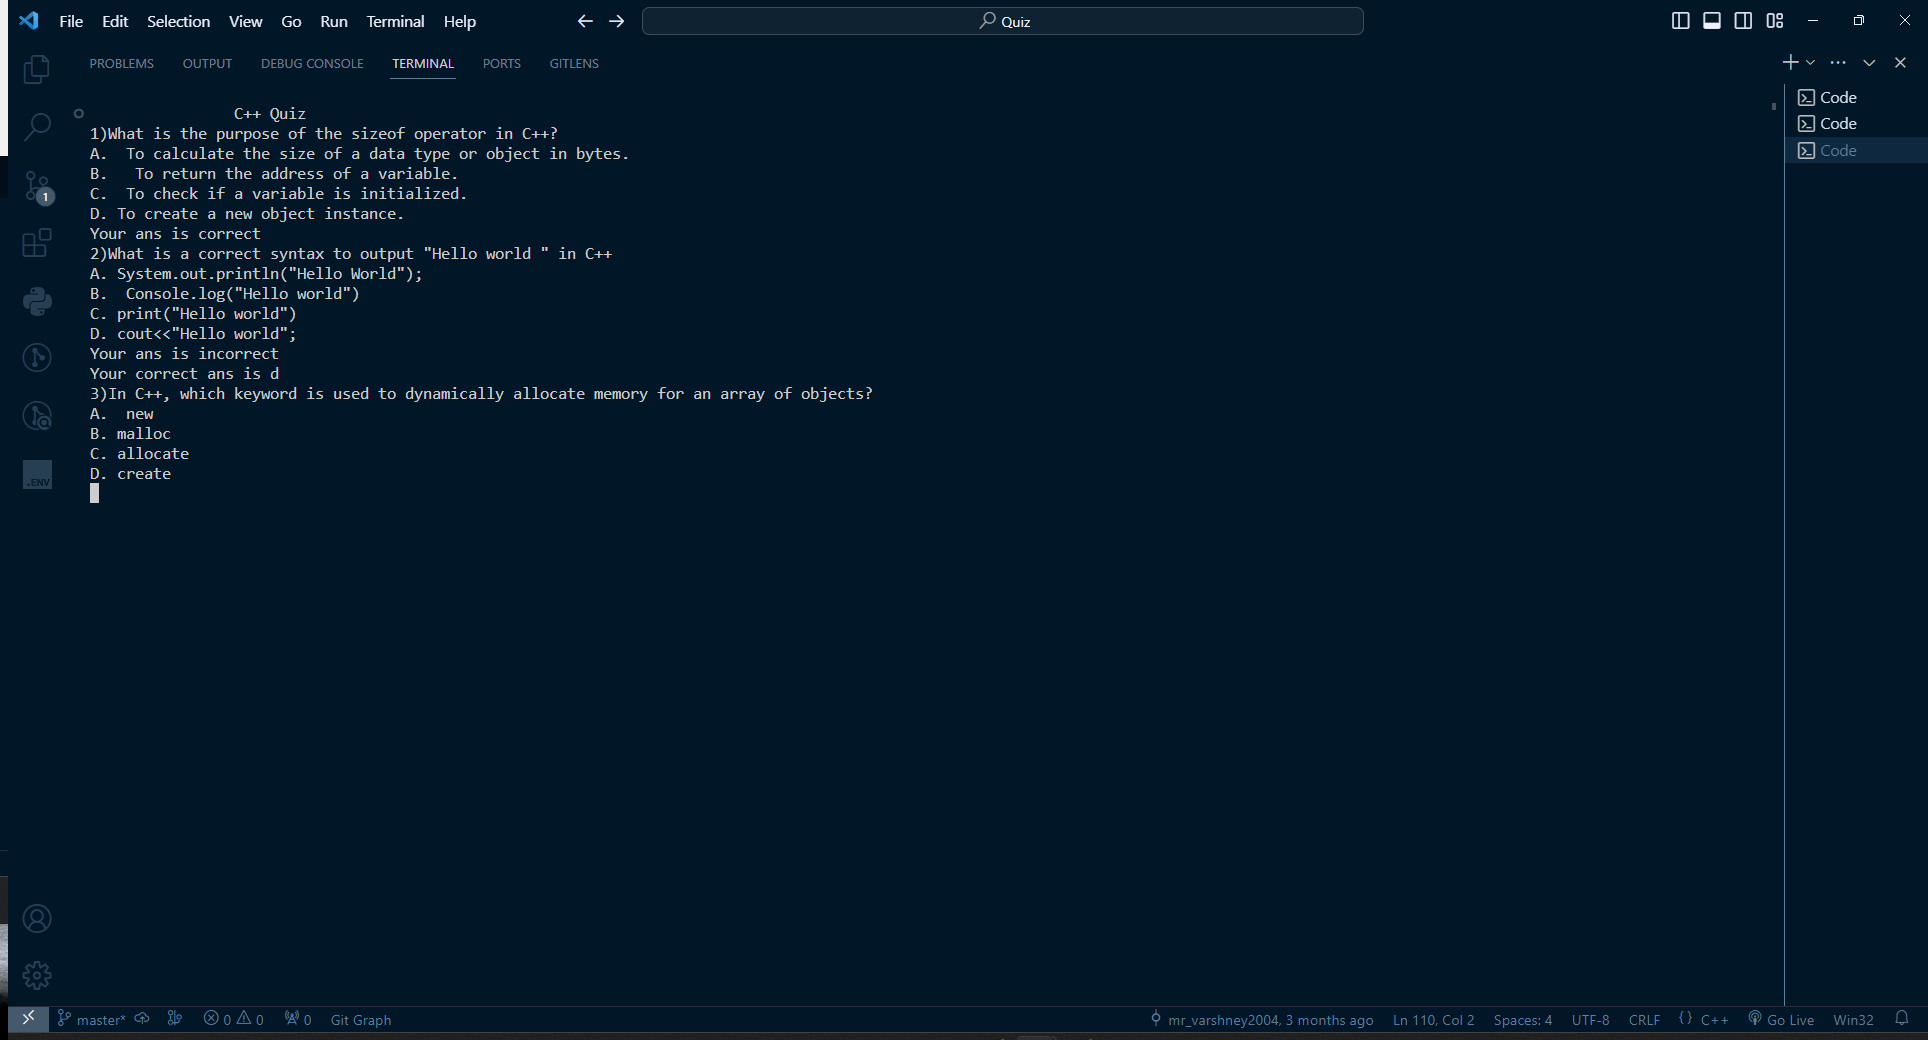 File Edit Selection View Go Run Terminal Help
Quiz
PROBLEMS OUTPUT DEBUG CONSOLE TERMINAL PORTS GITLENS
C++ Quiz
1)What is the purpose of the sizeof operator in C++?
A.  To calculate the size of a data type or object in bytes.
B.   To return the address of a variable.
C.  To check if a variable is initialized.
D. To create a new object instance.
Your ans is correct
2)What is a correct syntax to output "Hello world " in C++
A. System.out.println("Hello World");
B.  Console.log("Hello world")
C. print("Hello world")
D. cout<<"Hello world";
Your ans is incorrect
Your correct ans is d
3)In C++, which keyword is used to dynamically allocate memory for an array of objects?
A.  new
B. malloc
C. allocate
D. create
Code
Code
Code
1
.ENV
master* 0 0 0 Git Graph mr_varshney2004, 3 months ago Ln 110, Col 2 Spaces: 4 UTF-8 CRLF {} C++ Go Live Win32